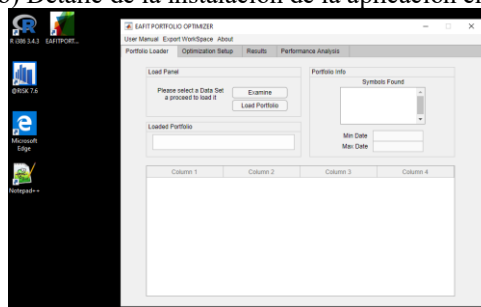 b) Detalle de la instalación de la aplicación en
R i386 3.4.3 EAFITPORT...
@RISK 7.6
Microsoft
Edge
Notepad++
EAFIT PORTFOLIO OPTIMIZER
User Manual Export WorkSpace About
Portfolio Loader Optimization Setup Results Performance Analysis
Load Panel
Please select a Data Set
a proceed to load it
Examine
Load Portfolio
Loaded Portfolio
Portfolio Info
Symbols Found
Min Date
Max Date
Column 1 Column 2 Column 3 Column 4